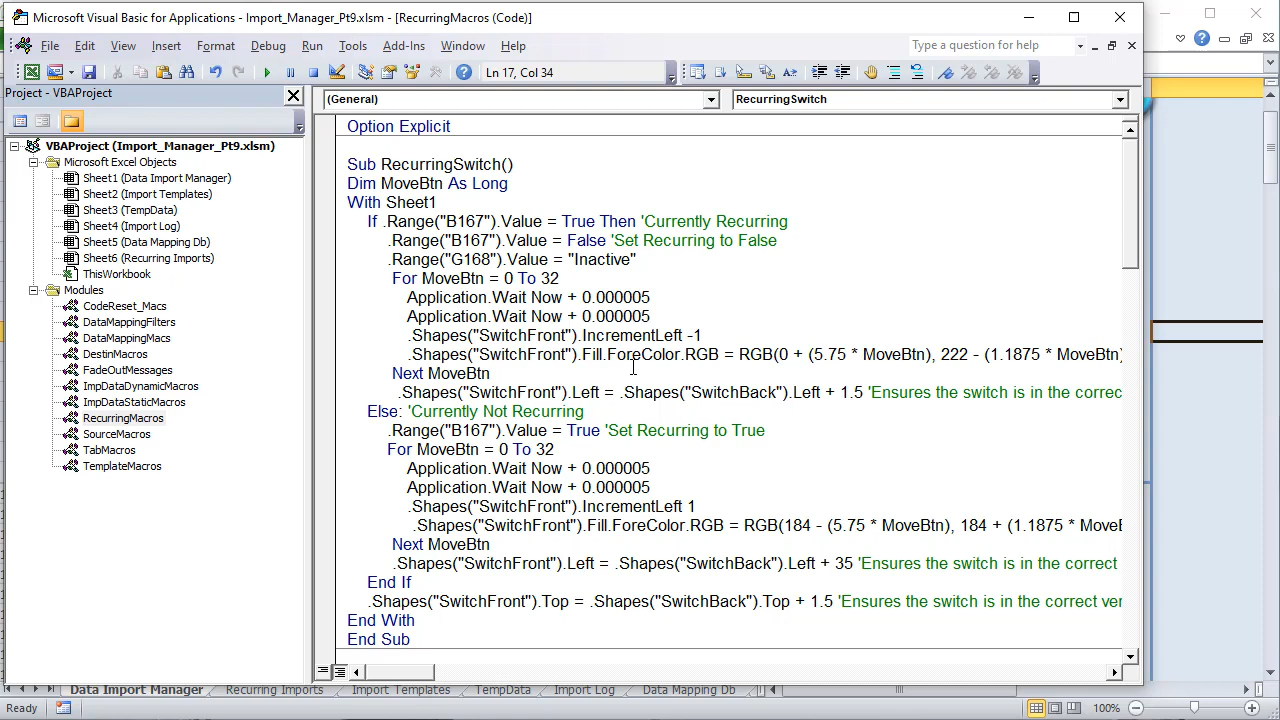 Microsoft Visual Basic for Applications - Import_Manager_Pt9.xlsm - [RecurringMacros (Code)]
File Edit View Insert Format Debug Run Tools Add-Ins Window Help
Type a question for help
Ln 17, Col 34
Project - VBAProject
(General)
RecurringSwitch
VBAProject (Import_Manager_Pt9.xlsm)
Microsoft Excel Objects
Sheet1 (Data Import Manager)
Sheet2 (Import Templates)
Sheet3 (TempData)
Sheet4 (Import Log)
Sheet5 (Data Mapping Db)
Sheet6 (Recurring Imports)
ThisWorkbook
Modules
CodeReset_Macs
DataMappingFilters
DataMappingMacs
DestinMacros
FadeOutMessages
ImpDataDynamicMacros
ImpDataStaticMacros
RecurringMacros
SourceMacros
TabMacros
TemplateMacros
Option Explicit
Sub RecurringSwitch()
Dim MoveBtn As Long
With Sheet1
If .Range("B167").Value = True Then 'Currently Recurring
.Range("B167").Value = False 'Set Recurring to False
.Range("G168").Value = "Inactive"
For MoveBtn = 0 To 32
Application.Wait Now + 0.000005
Application.Wait Now + 0.000005
.Shapes("SwitchFront").IncrementLeft -1
.Shapes("SwitchFront").Fill.ForeColor.RGB = RGB(0 + (5.75 * MoveBtn), 222 - (1.1875 * MoveBtn)
Next MoveBtn
.Shapes("SwitchFront").Left = .Shapes("SwitchBack").Left + 1.5 'Ensures the switch is in the correc
Else: 'Currently Not Recurring
.Range("B167").Value = True 'Set Recurring to True
For MoveBtn = 0 To 32
Application.Wait Now + 0.000005
Application.Wait Now + 0.000005
.Shapes("SwitchFront").IncrementLeft 1
.Shapes("SwitchFront").Fill.ForeColor.RGB = RGB(184 - (5.75 * MoveBtn), 184 + (1.1875 * MoveB
Next MoveBtn
.Shapes("SwitchFront").Left = .Shapes("SwitchBack").Left + 35 'Ensures the switch is in the correct
End If
.Shapes("SwitchFront").Top = .Shapes("SwitchBack").Top + 1.5 'Ensures the switch is in the correct ver
End With
End Sub
Data Import Manager Recurring Imports Import Templates TempData Import Log Data Mapping Db
Ready
100%